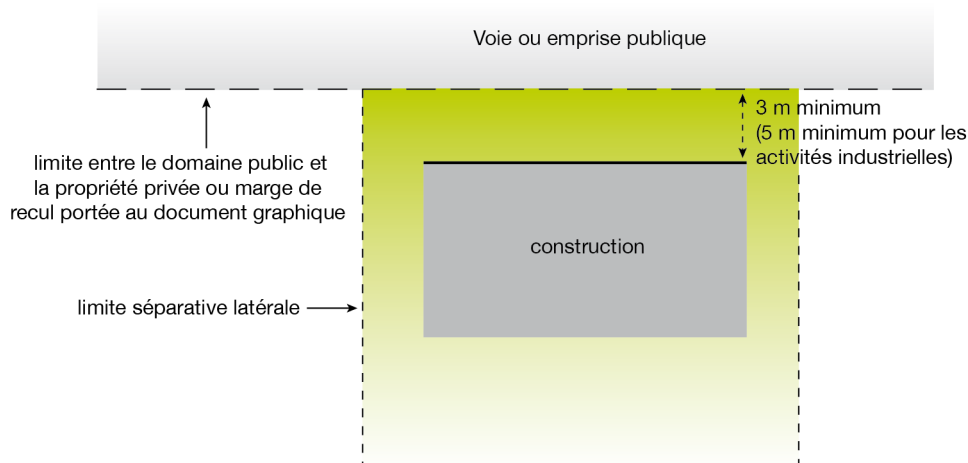 Voie ou emprise publique
3 m minimum
(5 m minimum pour les
activités industrielles)
limite entre le domaine public et
la propriété privée ou marge de
recul portée au document graphique
construction
limite séparative latérale